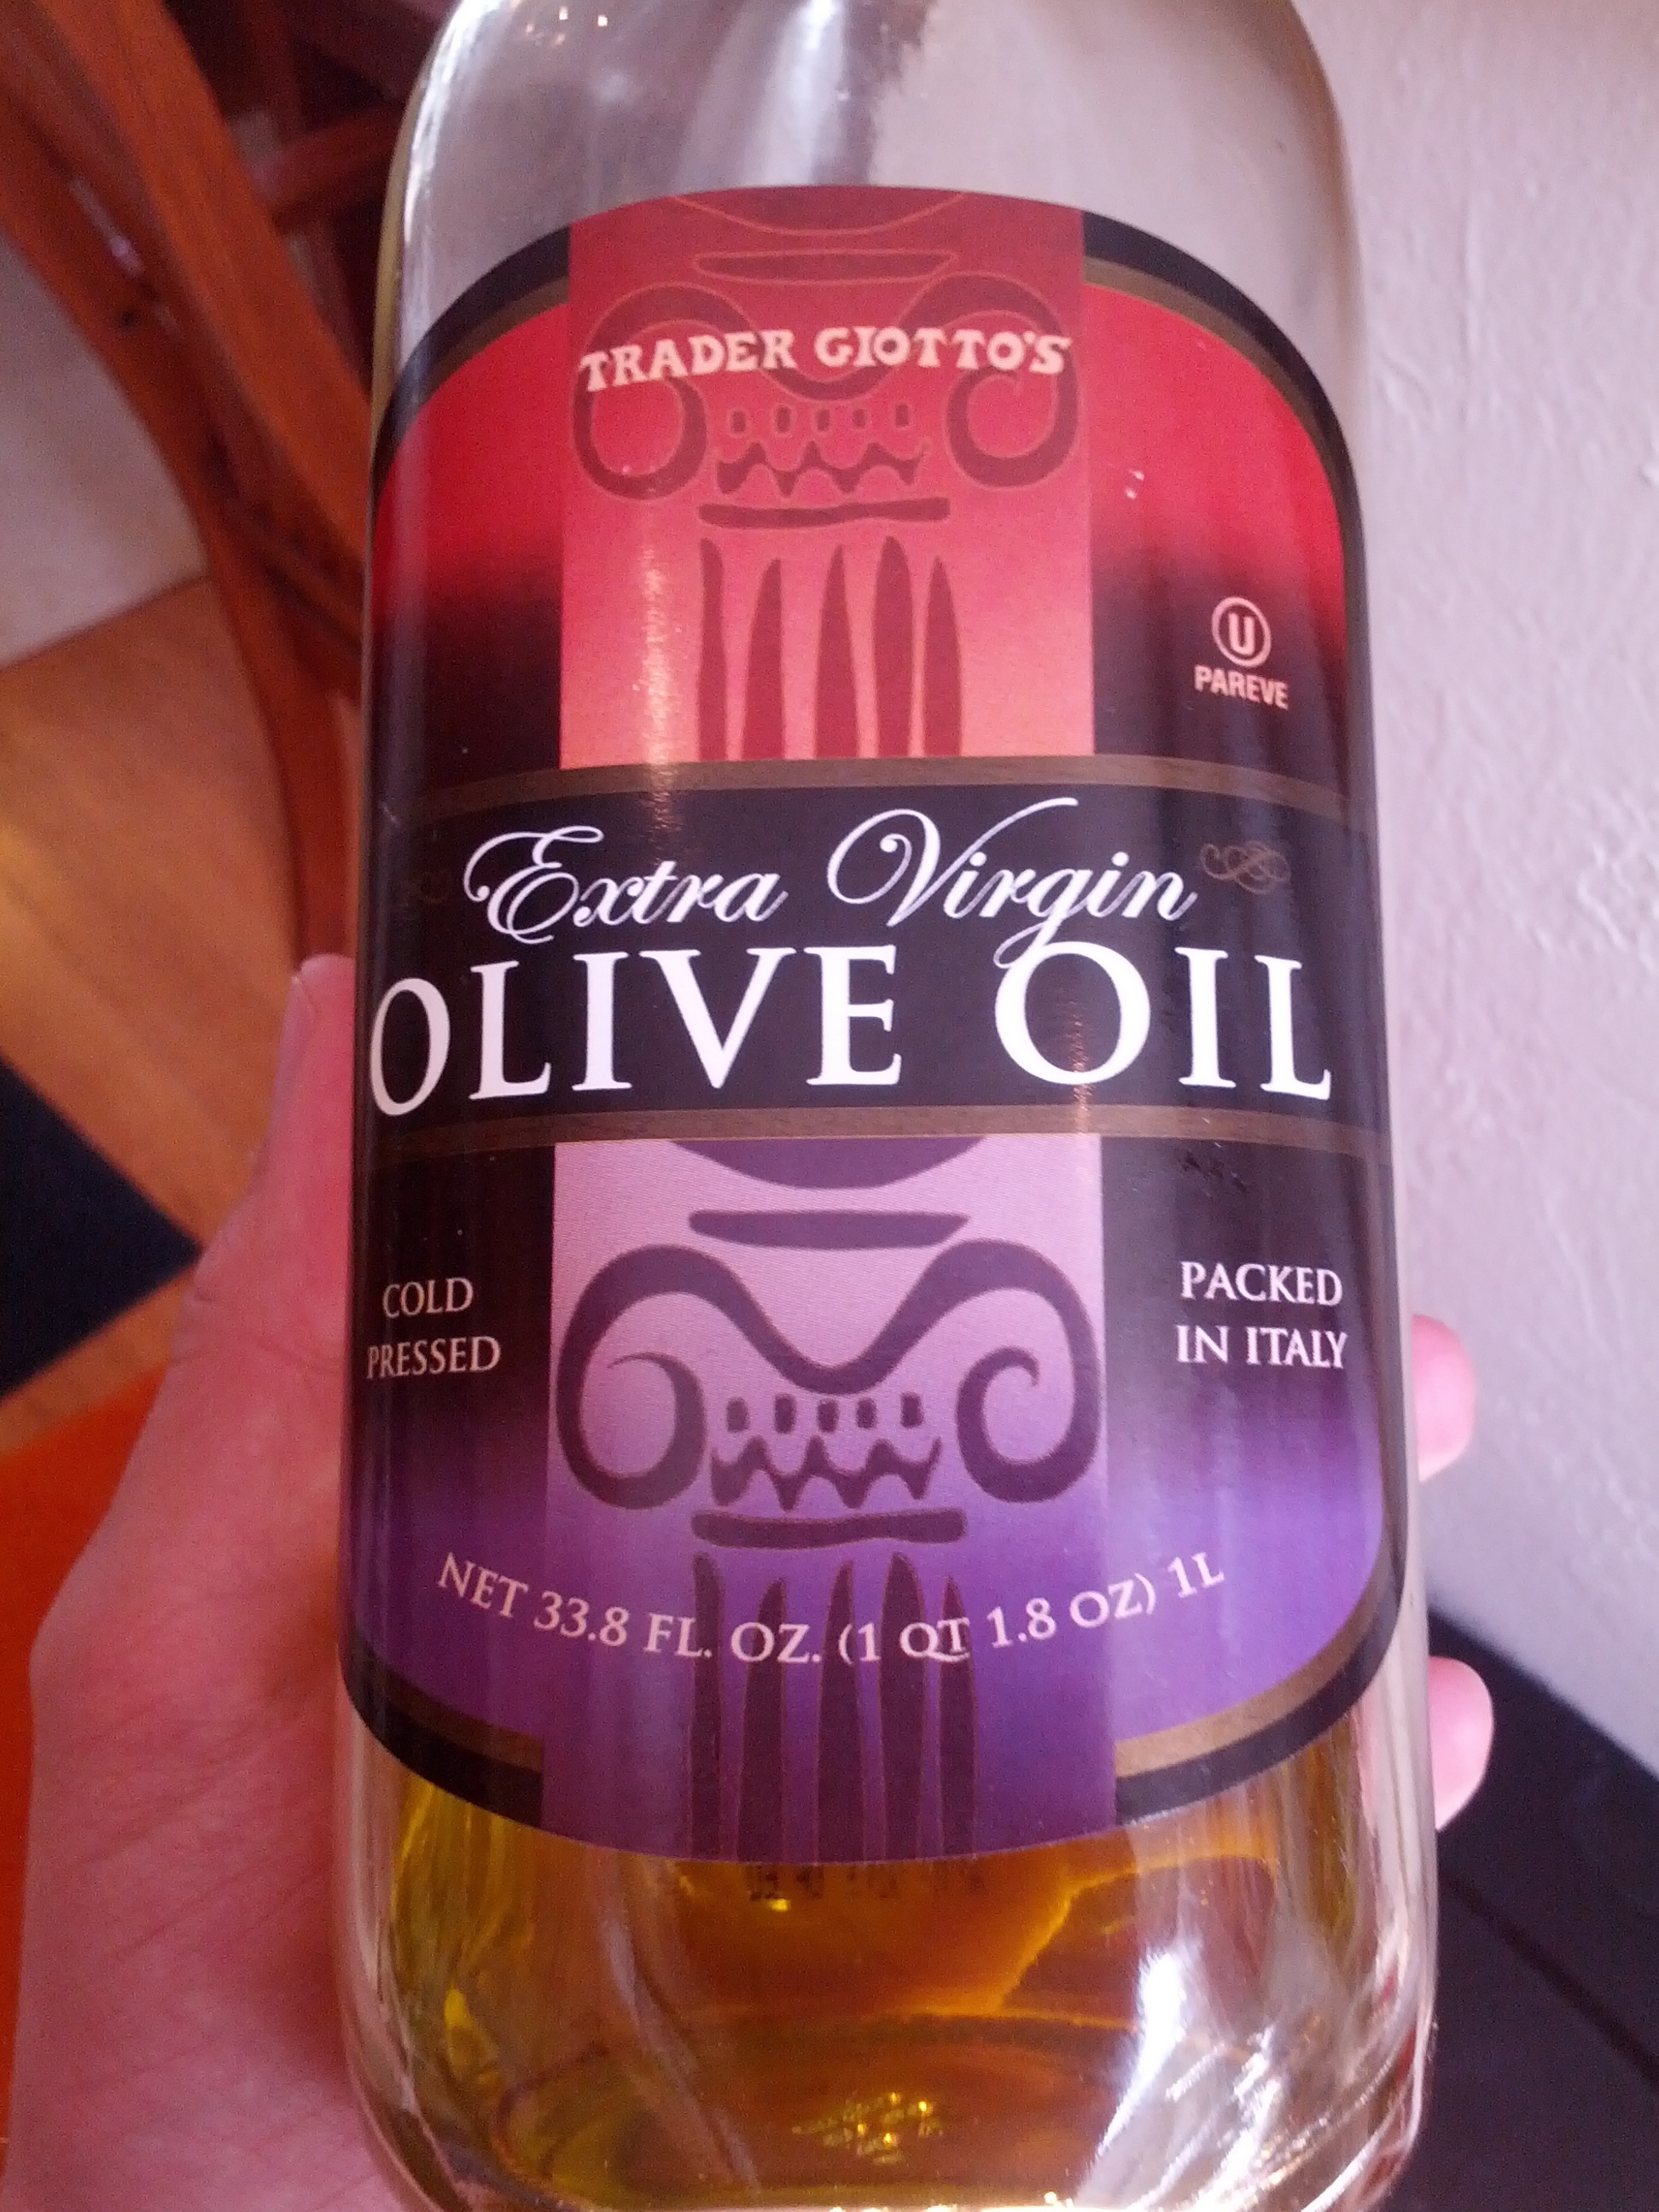 TRADER GIOTTO'S
U
PAREVE
Extra Virgin
OLIVE OIL
COLD
PRESSED
PACKED
IN ITALY
NET 33.8 FL. OZ. (1 QT 1.8 OZ) 1L